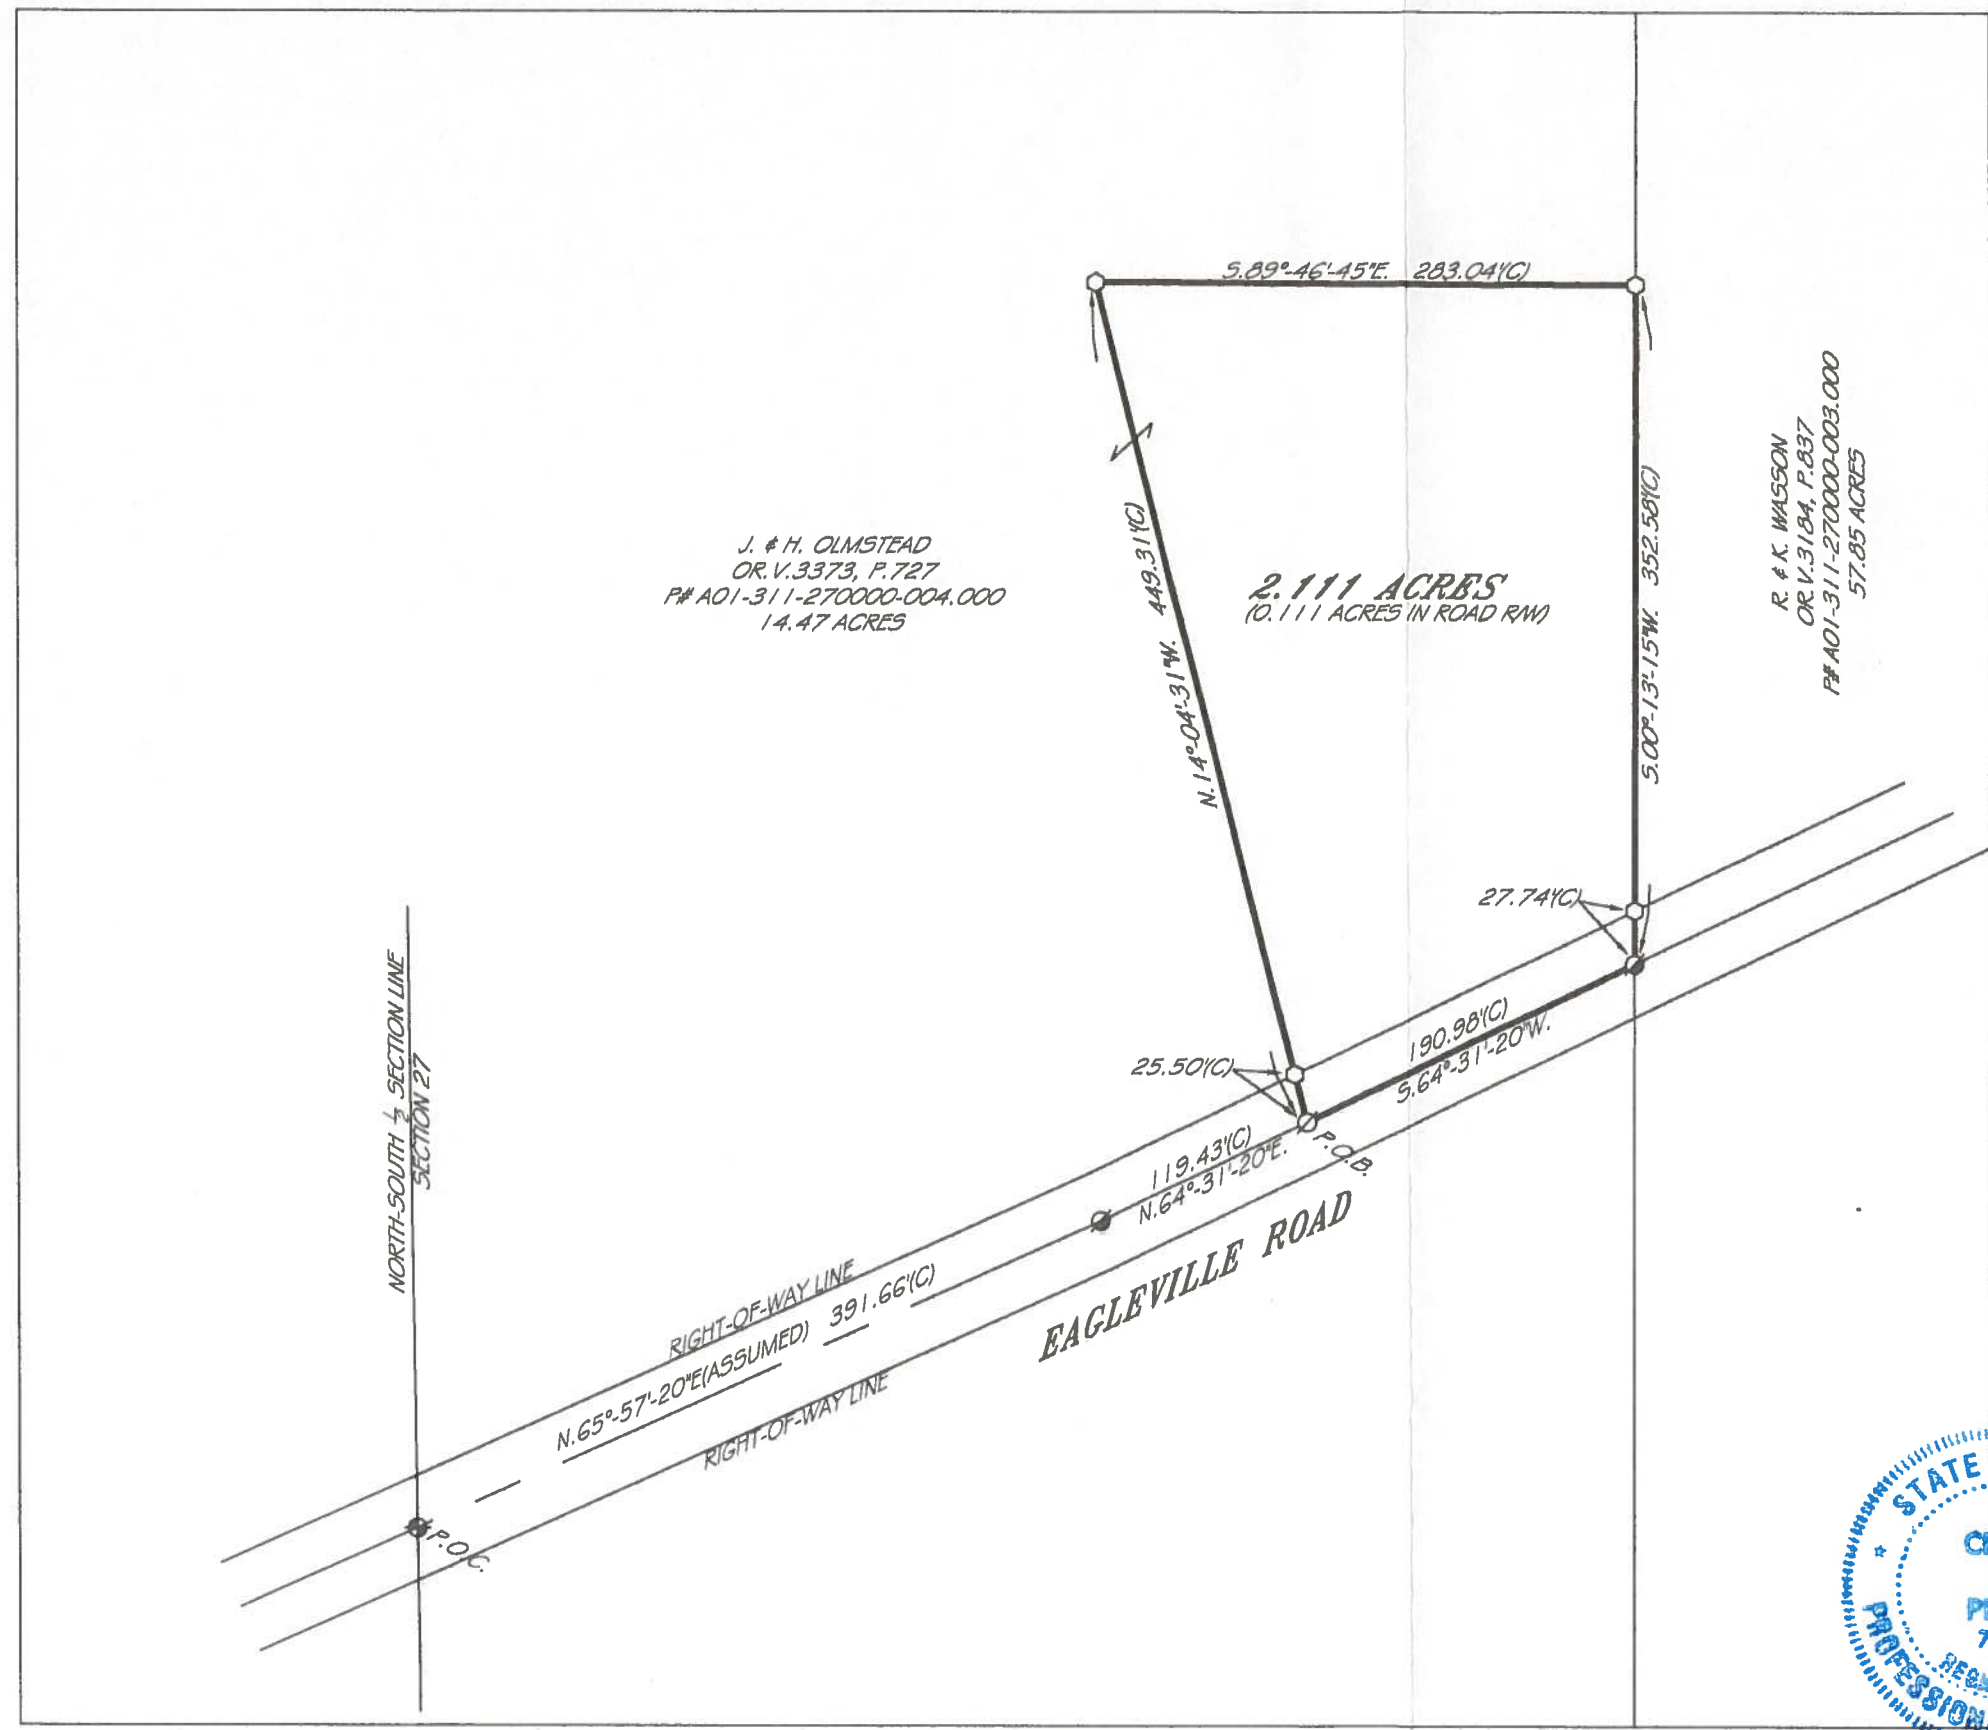 S.89°-46'-45"E. 283.04'(C)
J. & H. OLMSTEAD
OR.V.3373, P.727
P# A01-311-270000-004.000
14.47 ACRES
N.14°-04'-31"W. 449.31'(C)
2.111 ACRES
(0.111 ACRES IN ROAD R/W)
S.00°-13'-15"W. 352.58'(C)
R. & K. WASSON
OR.V.3184, P.837
P# A01-311-270000-003.000
57.85 ACRES
27.74'(C)
190.98'(C)
S.64°-31'-20"W.
25.50'(C)
P.O.B.
119.43'(C)
N.64°-31'-20"E.
EAGLEVILLE ROAD
NORTH-SOUTH ½ SECTION LINE
SECTION 27
RIGHT-OF-WAY LINE
N.65°-57'-20"E(ASSUMED) 391.66'(C)
RIGHT-OF-WAY LINE
P.O.C.
STATE
PROFESSION